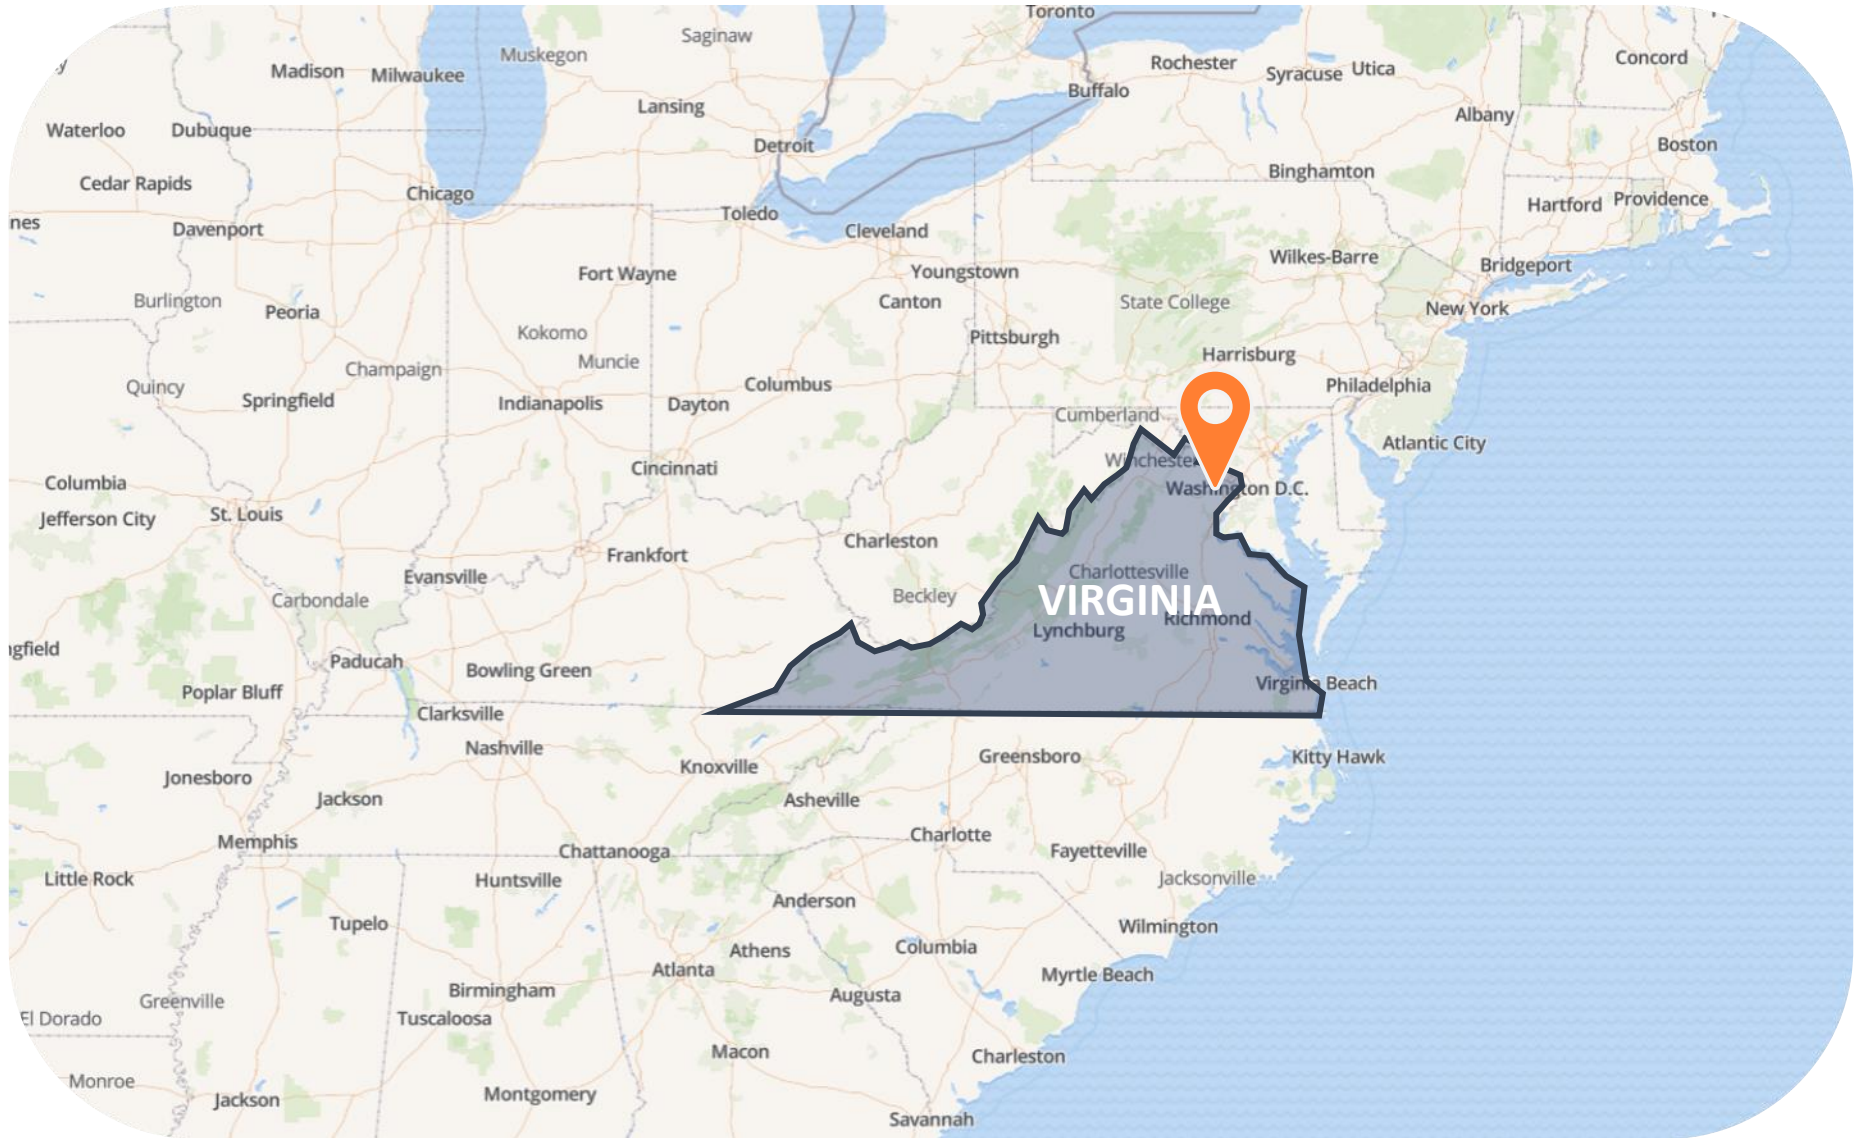 Toronto
Saginaw
Muskegon
Concord
Rochester
Madison
Milwaukee
Syracuse
Utica
Buffalo
Lansing
Albany
Waterloo
Dubuque
Detroit
Boston
Binghamton
Cedar Rapids
Chicago
Hartford
Providence
Toledo
nes
Davenport
Cleveland
Wilkes-Barre
Bridgeport
Fort Wayne
Youngstown
Burlington
Canton
State College
New York
Peoria
Kokomo
Pittsburgh
Muncie
Harrisburg
Champaign
Quincy
Columbus
Philadelphia
Springfield
Indianapolis
Dayton
Cumberland
Atlantic City
Winchester
Cincinnati
Columbia
Washington D.C.
Jefferson City
St. Louis
Charleston
Frankfort
Evansville
Charlottesville
Beckley
Carbondale
VIRGINIA
Richmond
Lynchburg
ngfield
Paducah
Bowling Green
Virginia Beach
Poplar Bluff
Clarksville
Nashville
Greensboro
Kitty Hawk
Knoxville
Jonesboro
Jackson
Asheville
Charlotte
Memphis
Chattanooga
Fayetteville
Little Rock
Huntsville
Jacksonville
Anderson
Tupelo
Wilmington
Athens
Columbia
Atlanta
Myrtle Beach
Birmingham
Augusta
Greenville
El Dorado
Tuscaloosa
Macon
Charleston
Monroe
Montgomery
Jackson
Savannah